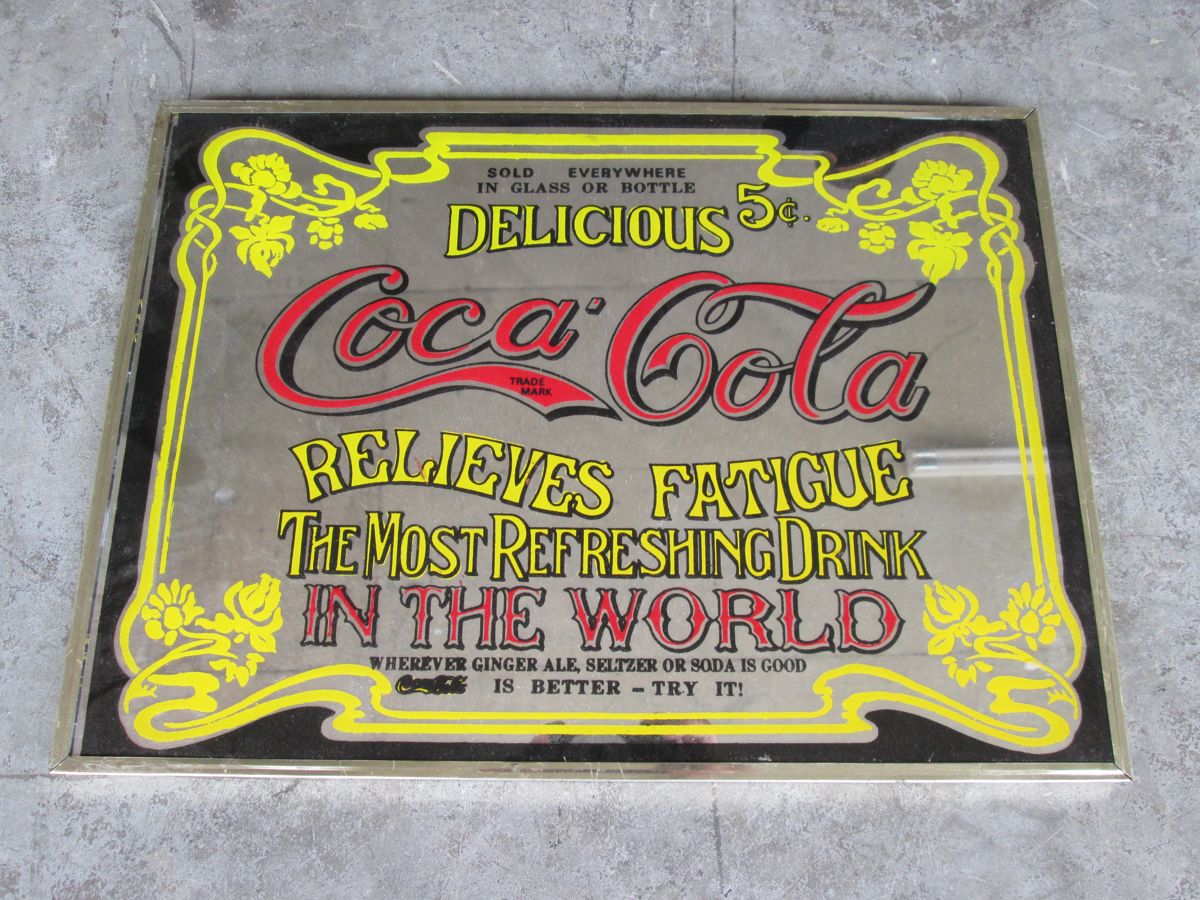 SOLD EVERYWHERE
IN GLASS OR BOTTLE
DELICIOUS 5¢.
Coca-Cola
TRADE
MARK
RELIEVES FATIGUE
THE MOST REFRESHING DRINK
IN THE WORLD
WHEREVER GINGER ALE, SELTZER OR SODA IS GOOD
Coca-Cola IS BETTER - TRY IT!